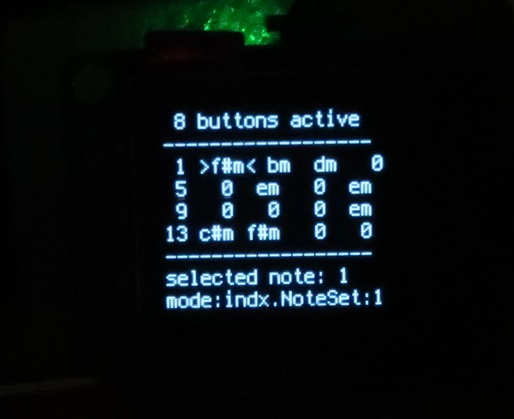 8 buttons active
------------------
1 >f#m< bm dm 0
5 0 em 0 em
9 0 0 0 em
13 c#m f#m 0 0
------------------
selected note: 1
mode:indx.NoteSet:1